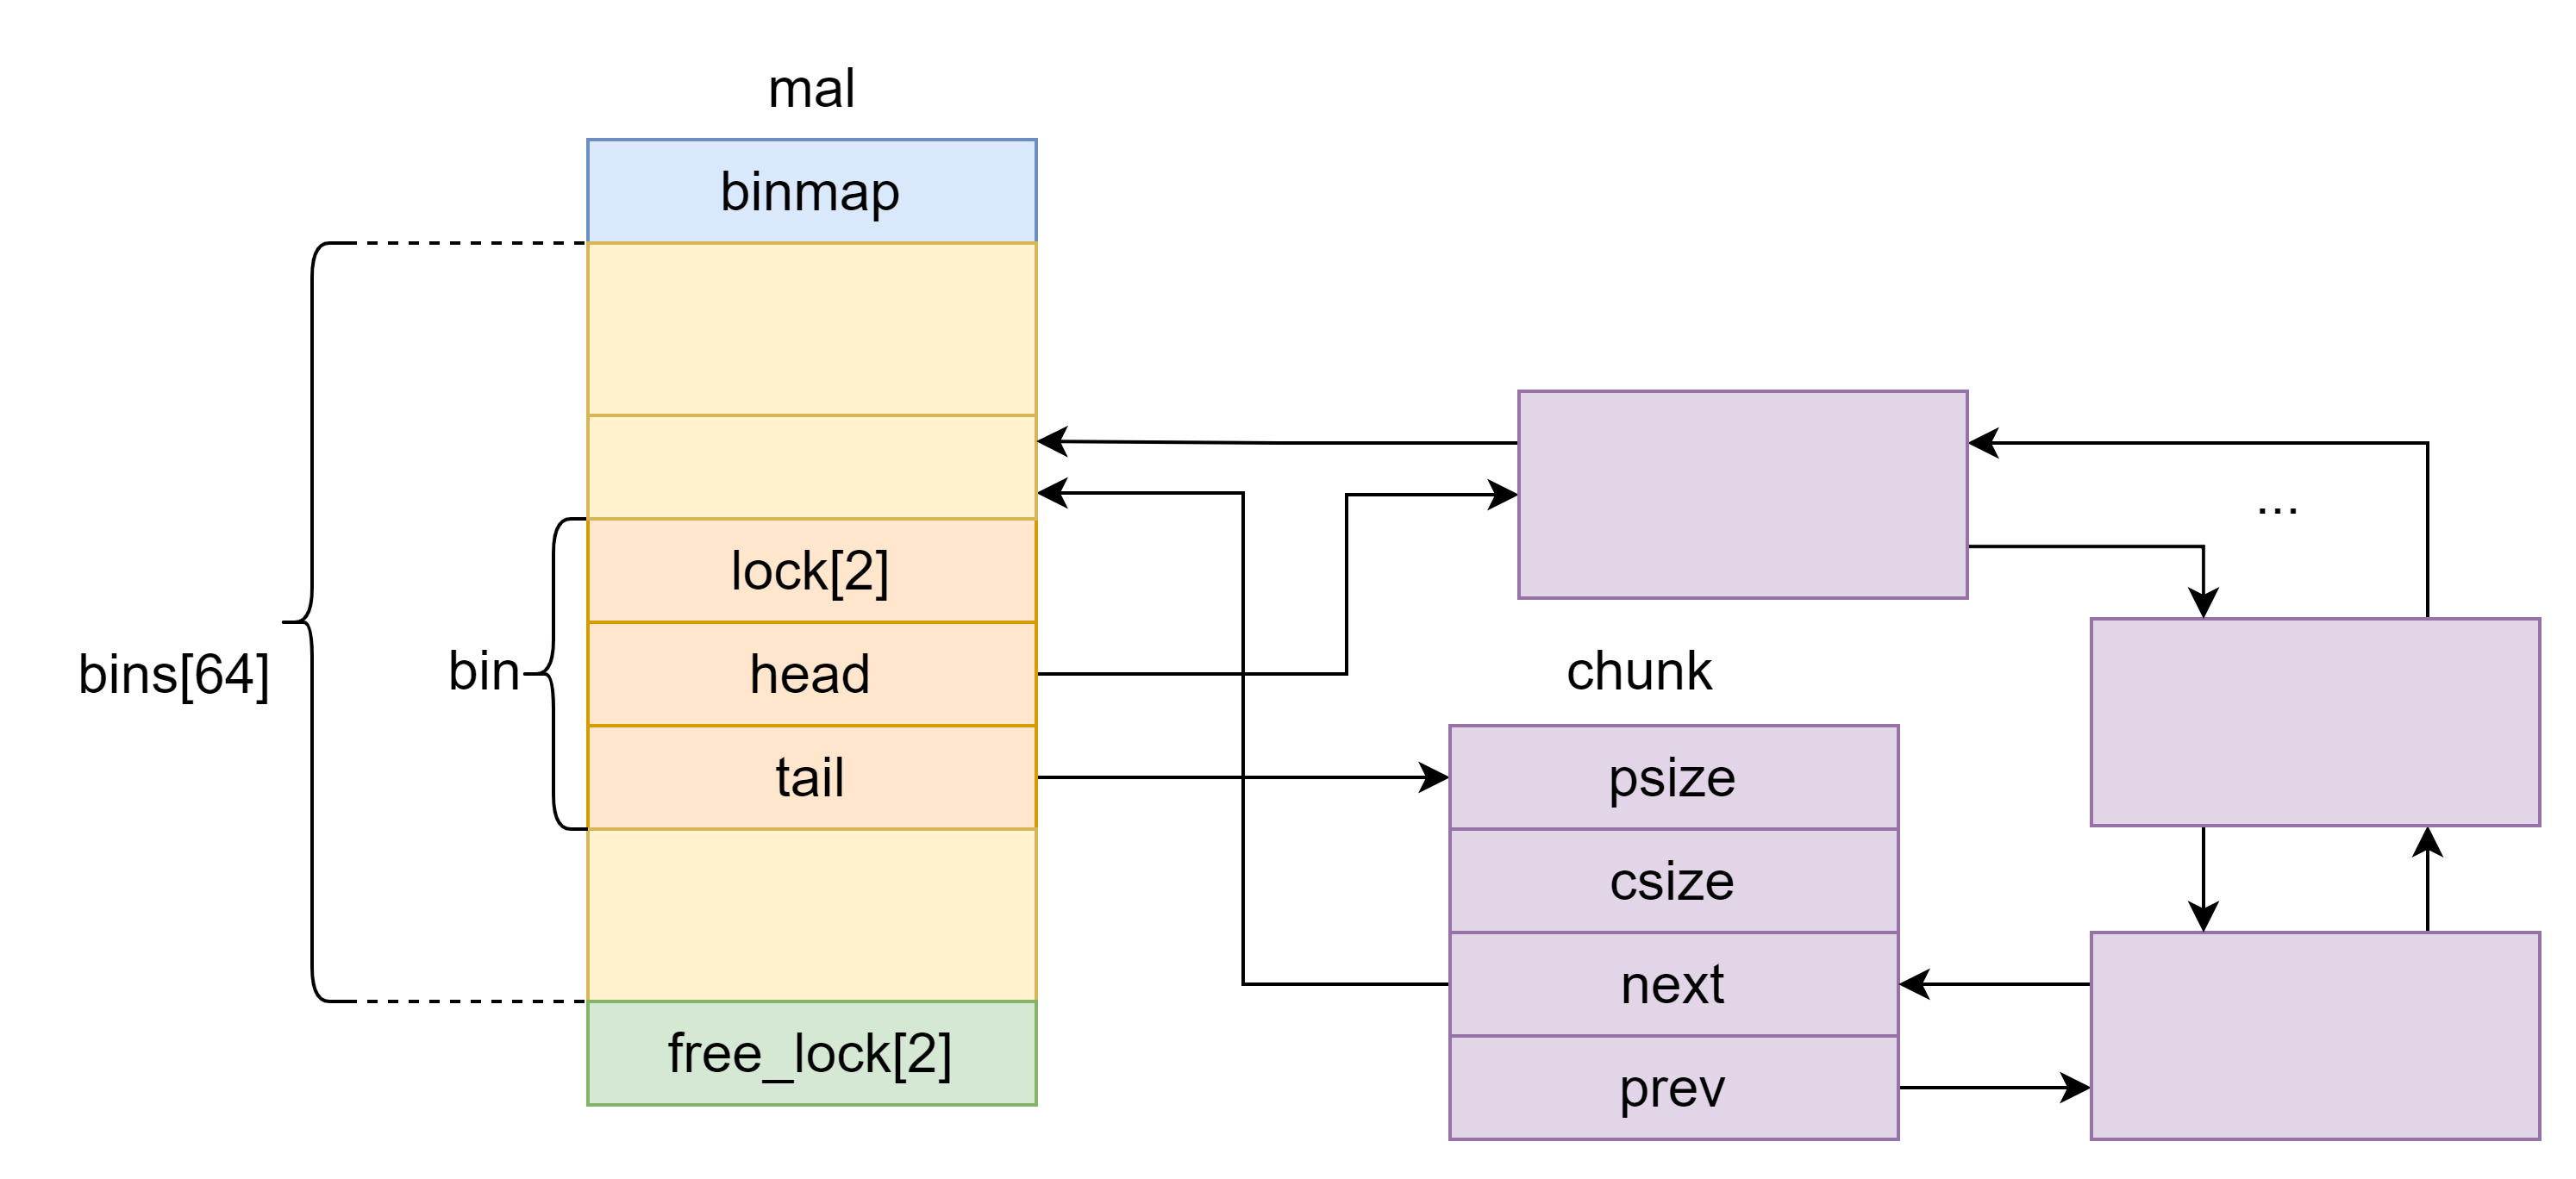 mal
binmap
...
lock[2]
bins[64]
bin
head
chunk
tail
psize
csize
next
free_lock[2]
prev